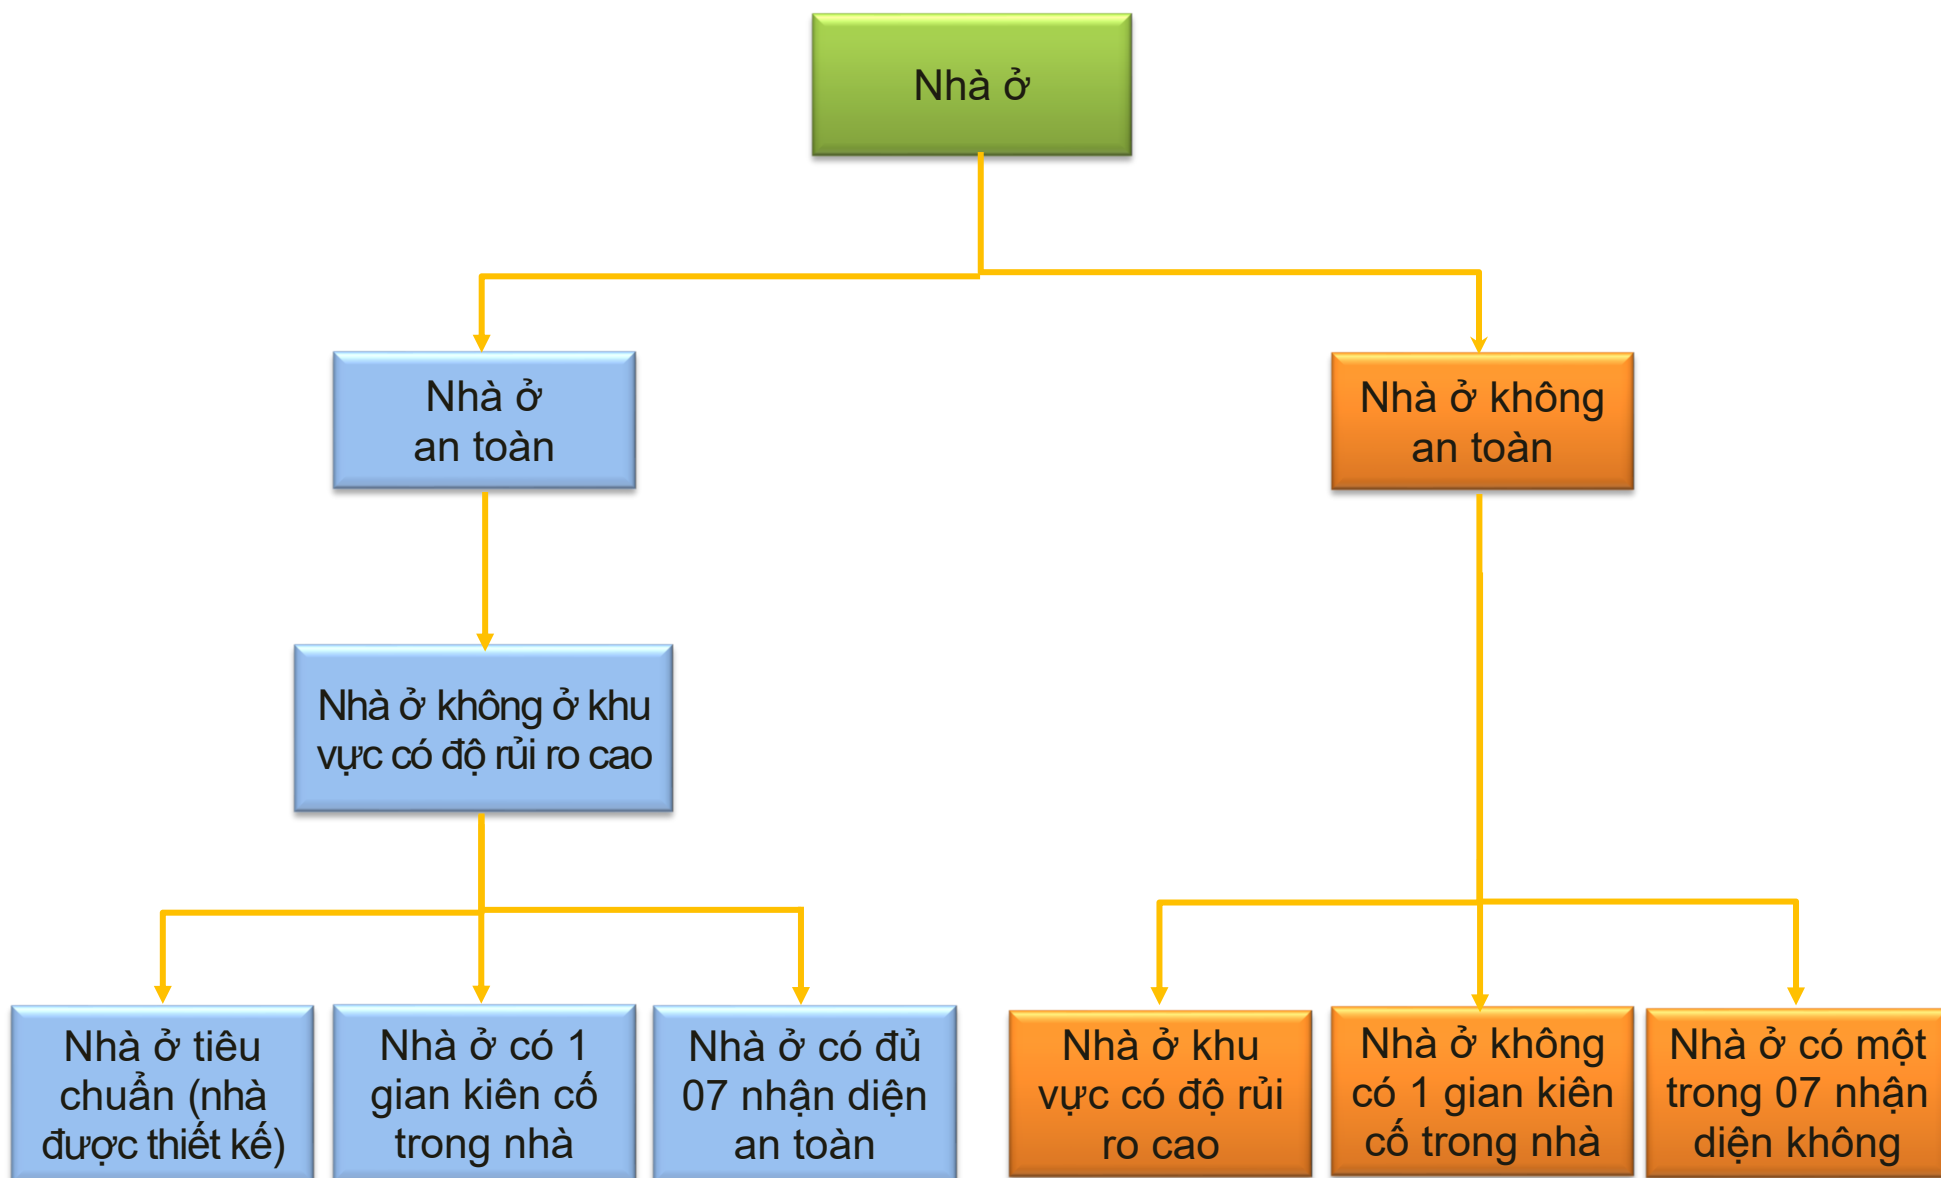 Nhà ở
Nhà ở
an toàn
Nhà ở không
an toàn
Nhà ở không ở khu
vực có độ rủi ro cao
Nhà ở tiêu
chuẩn (nhà
được thiết kế)
Nhà ở có 1
gian kiên cố
trong nhà
Nhà ở có đủ
07 nhận diện
an toàn
Nhà ở khu
vực có độ rủi
ro cao
Nhà ở không
có 1 gian kiên
cố trong nhà
Nhà ở có một
trong 07 nhận
diện không